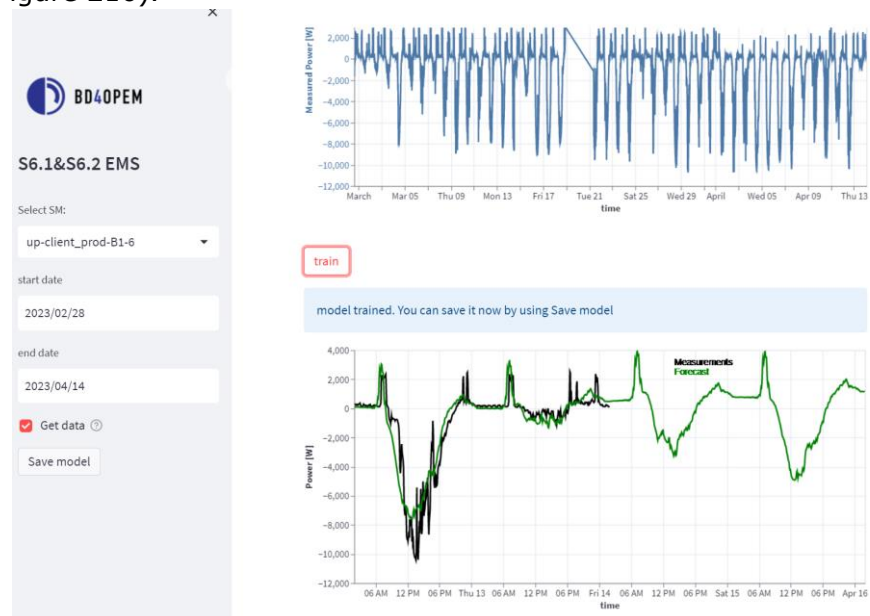 igure 216).
×
BD4OPEM
S6.1&S6.2 EMS
Select SM:
up-client_prod-B1-6
start date
2023/02/28
end date
2023/04/14
Get data
Save model
Measured Power [W]
2,000
0
−2,000
−4,000
−6,000
−8,000
−10,000
−12,000
March Mar 05 Thu 09 Mon 13 Fri 17 Tue 21 Sat 25 Wed 29 April Wed 05 Apr 09 Thu 13
time
train
model trained. You can save it now by using Save model
Measurements
Forecast
Power [W]
4,000
2,000
0
−2,000
−4,000
−6,000
−8,000
−10,000
−12,000
06 AM 12 PM 06 PM Thu 13 06 AM 12 PM 06 PM Fri 14 06 AM 12 PM 06 PM Sat 15 06 AM 12 PM 06 PM Apr 16
time